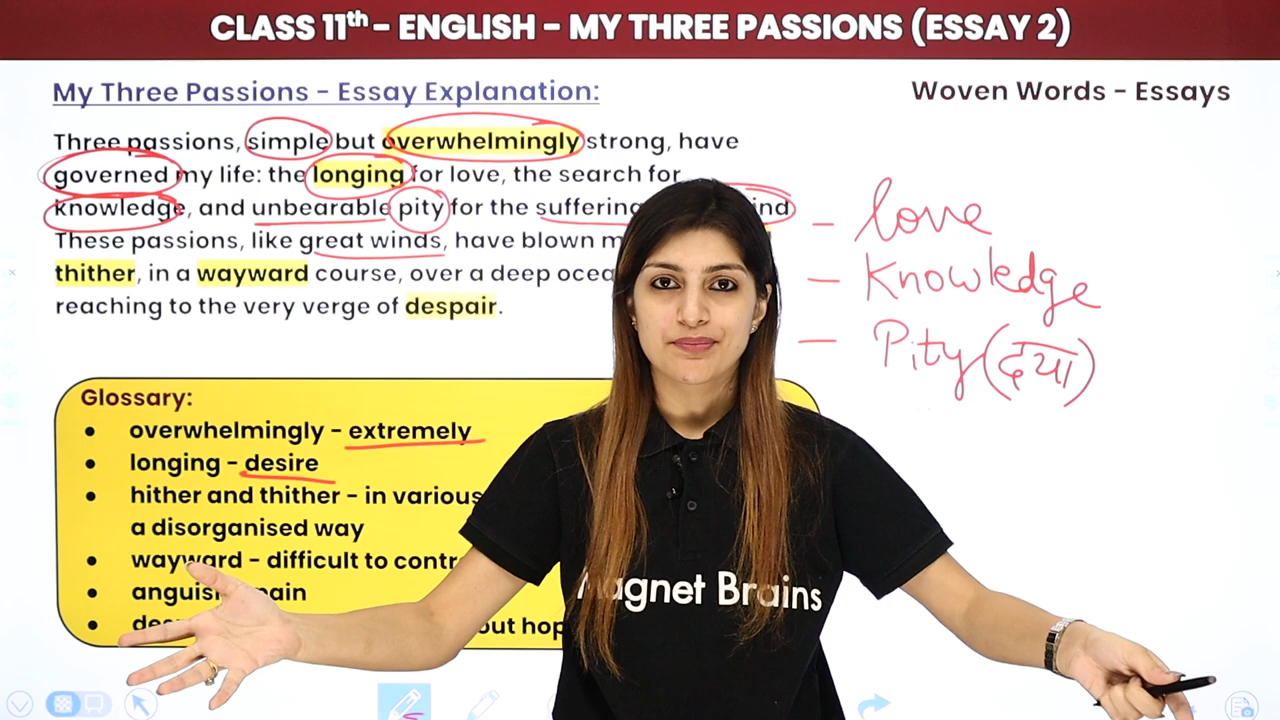 CLASS 11th - ENGLISH - MY THREE PASSIONS (ESSAY 2)
My Three Passions - Essay Explanation:
Woven Words - Essays
Three passions, simple but overwhelmingly strong, have
governed my life: the longing for love, the search for
knowledge, and unbearable pity for the suffering
These passions, like great winds, have blown
thither, in a wayward course, over a deep
reaching to the very verge of despair.
- love
- Knowledge
- Pity (दया)
Glossary:
● overwhelmingly - extremely
● longing - desire
● hither and thither - in various
a disorganised way
● wayward - difficult to
●
●
Magnet Brains